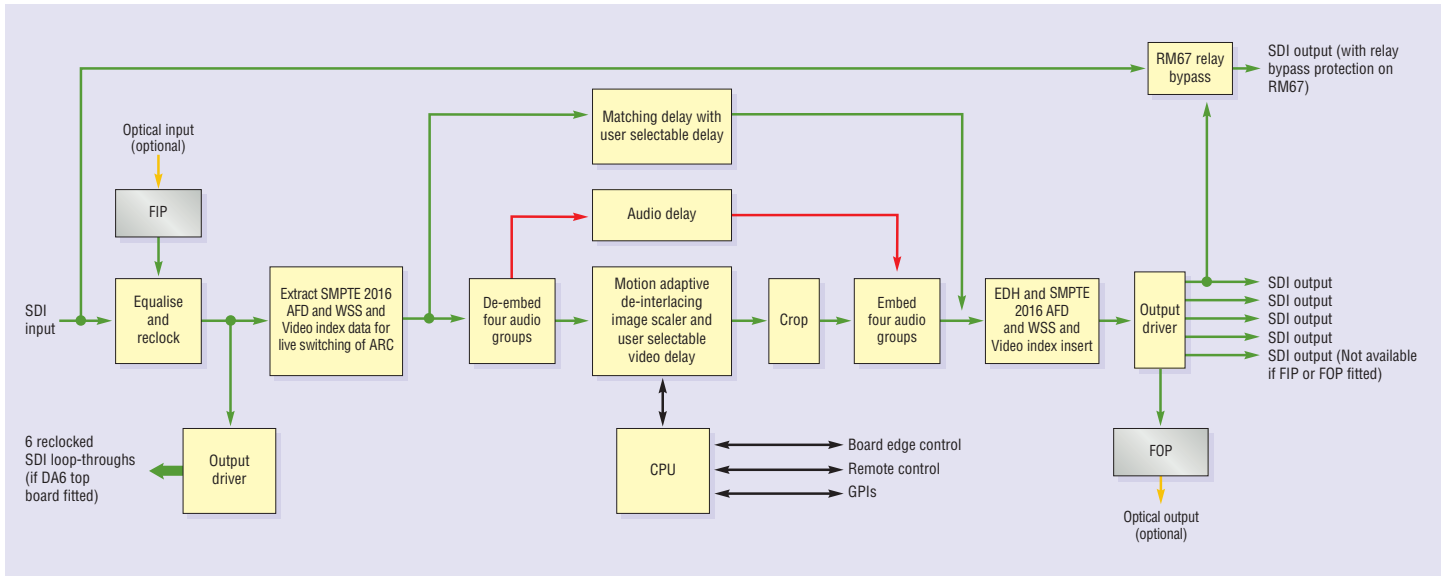 RM67 relay
bypass
SDI output (with relay
bypass protection on
RM67)
Matching delay with
user selectable delay
Optical input
(optional)
FIP
Audio delay
SDI
input
Equalise
and
reclock
Extract SMPTE 2016
AFD and WSS and
Video index data for
live switching of ARC
De-embed
four audio
groups
Motion adaptive
de-interlacing
image scaler and
user selectable
video delay
Crop
Embed
four audio
groups
EDH and SMPTE
2016 AFD
and WSS and
Video index insert
Output
driver
SDI output
SDI output
SDI output
SDI output
SDI output (Not available
if FIP or FOP fitted)
6 reclocked
SDI loop-throughs
(if DA6 top
board fitted)
Output
driver
CPU
Board edge control
Remote control
GPIs
FOP
Optical output
(optional)